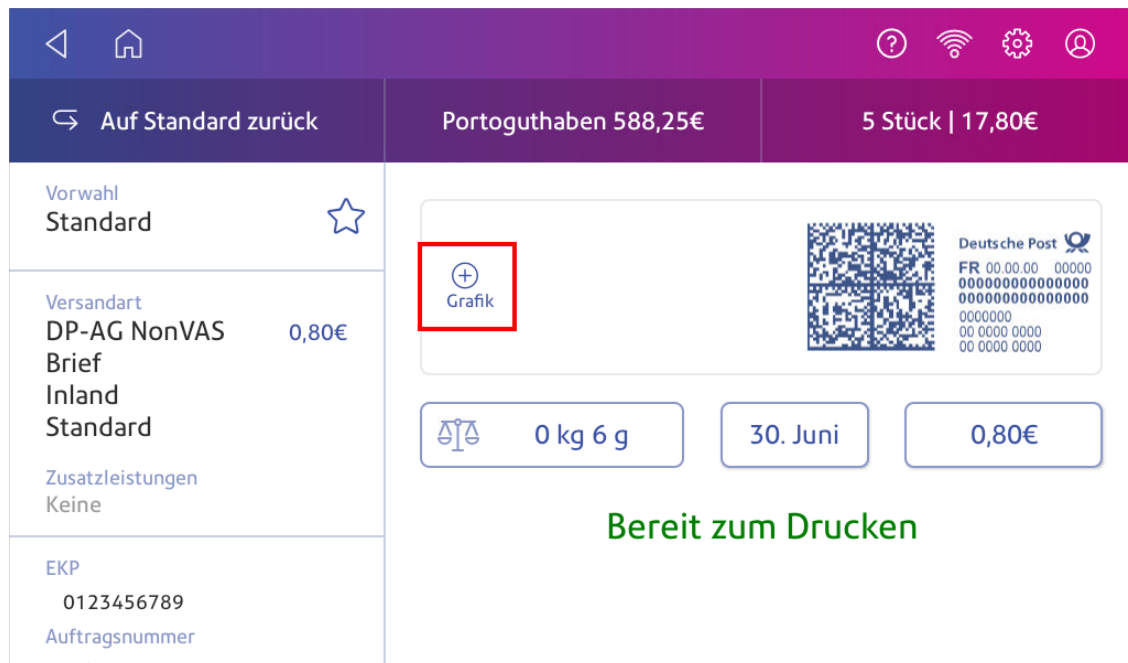 Auf Standard zurück
Portoguthaben 588,25€
5 Stück | 17,80€
Vorwahl
Standard
Versandart
DP-AG NonVAS 0,80€
Brief
Inland
Standard
Zusatzleistungen
Keine
EKP
0123456789
Auftragsnummer
Grafik
Deutsche Post
FR 00.00.00 00000
000000000000000
000000000000000
0000000
00 0000 0000
00 0000 0000
0 kg 6 g
30. Juni
0,80€
Bereit zum Drucken